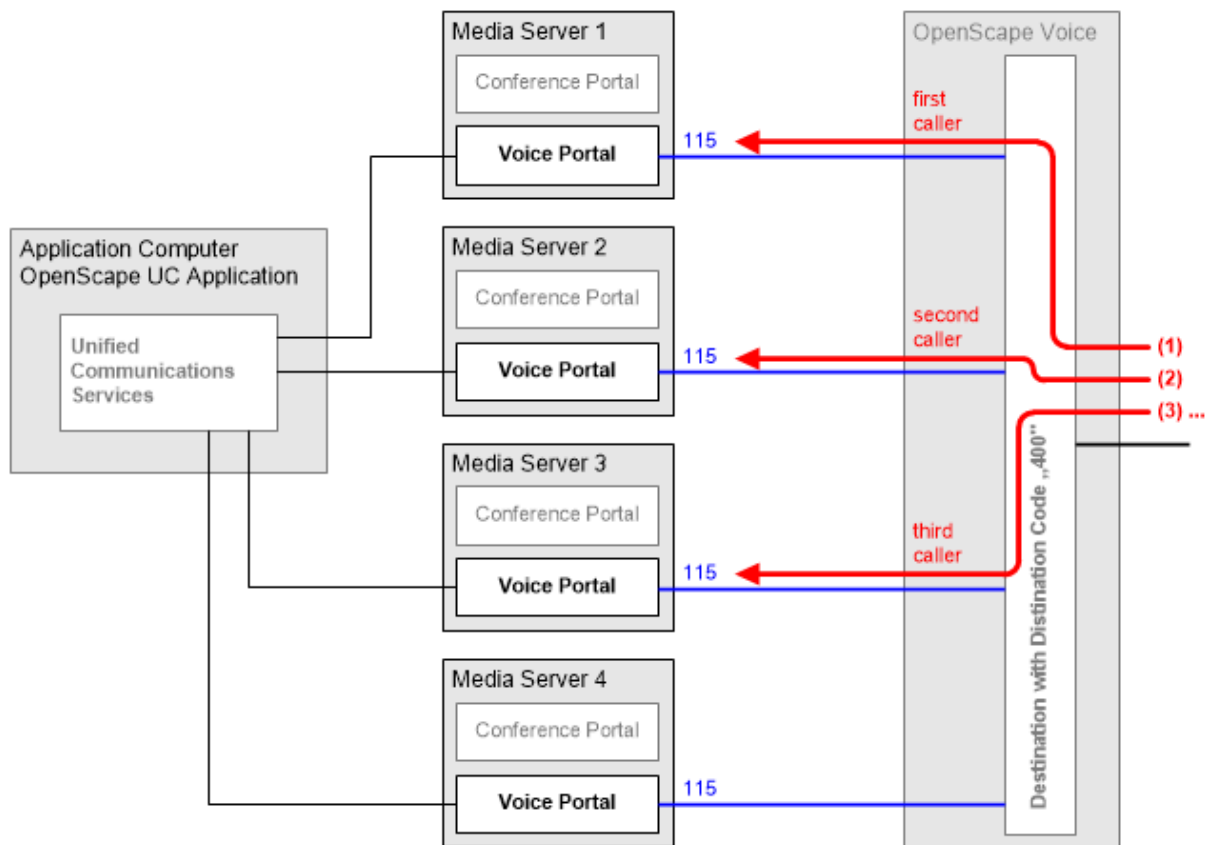 Media Server 1
Conference Portal
Voice Portal
115
OpenScape Voice
first
caller
Application Computer
OpenScape UC Application
Unified
Communications
Services
Media Server 2
Conference Portal
Voice Portal
115
second
caller
(1)
(2)
(3) ...
Media Server 3
Conference Portal
Voice Portal
115
third
caller
Destination with Distination Code „400"
Media Server 4
Conference Portal
Voice Portal
115